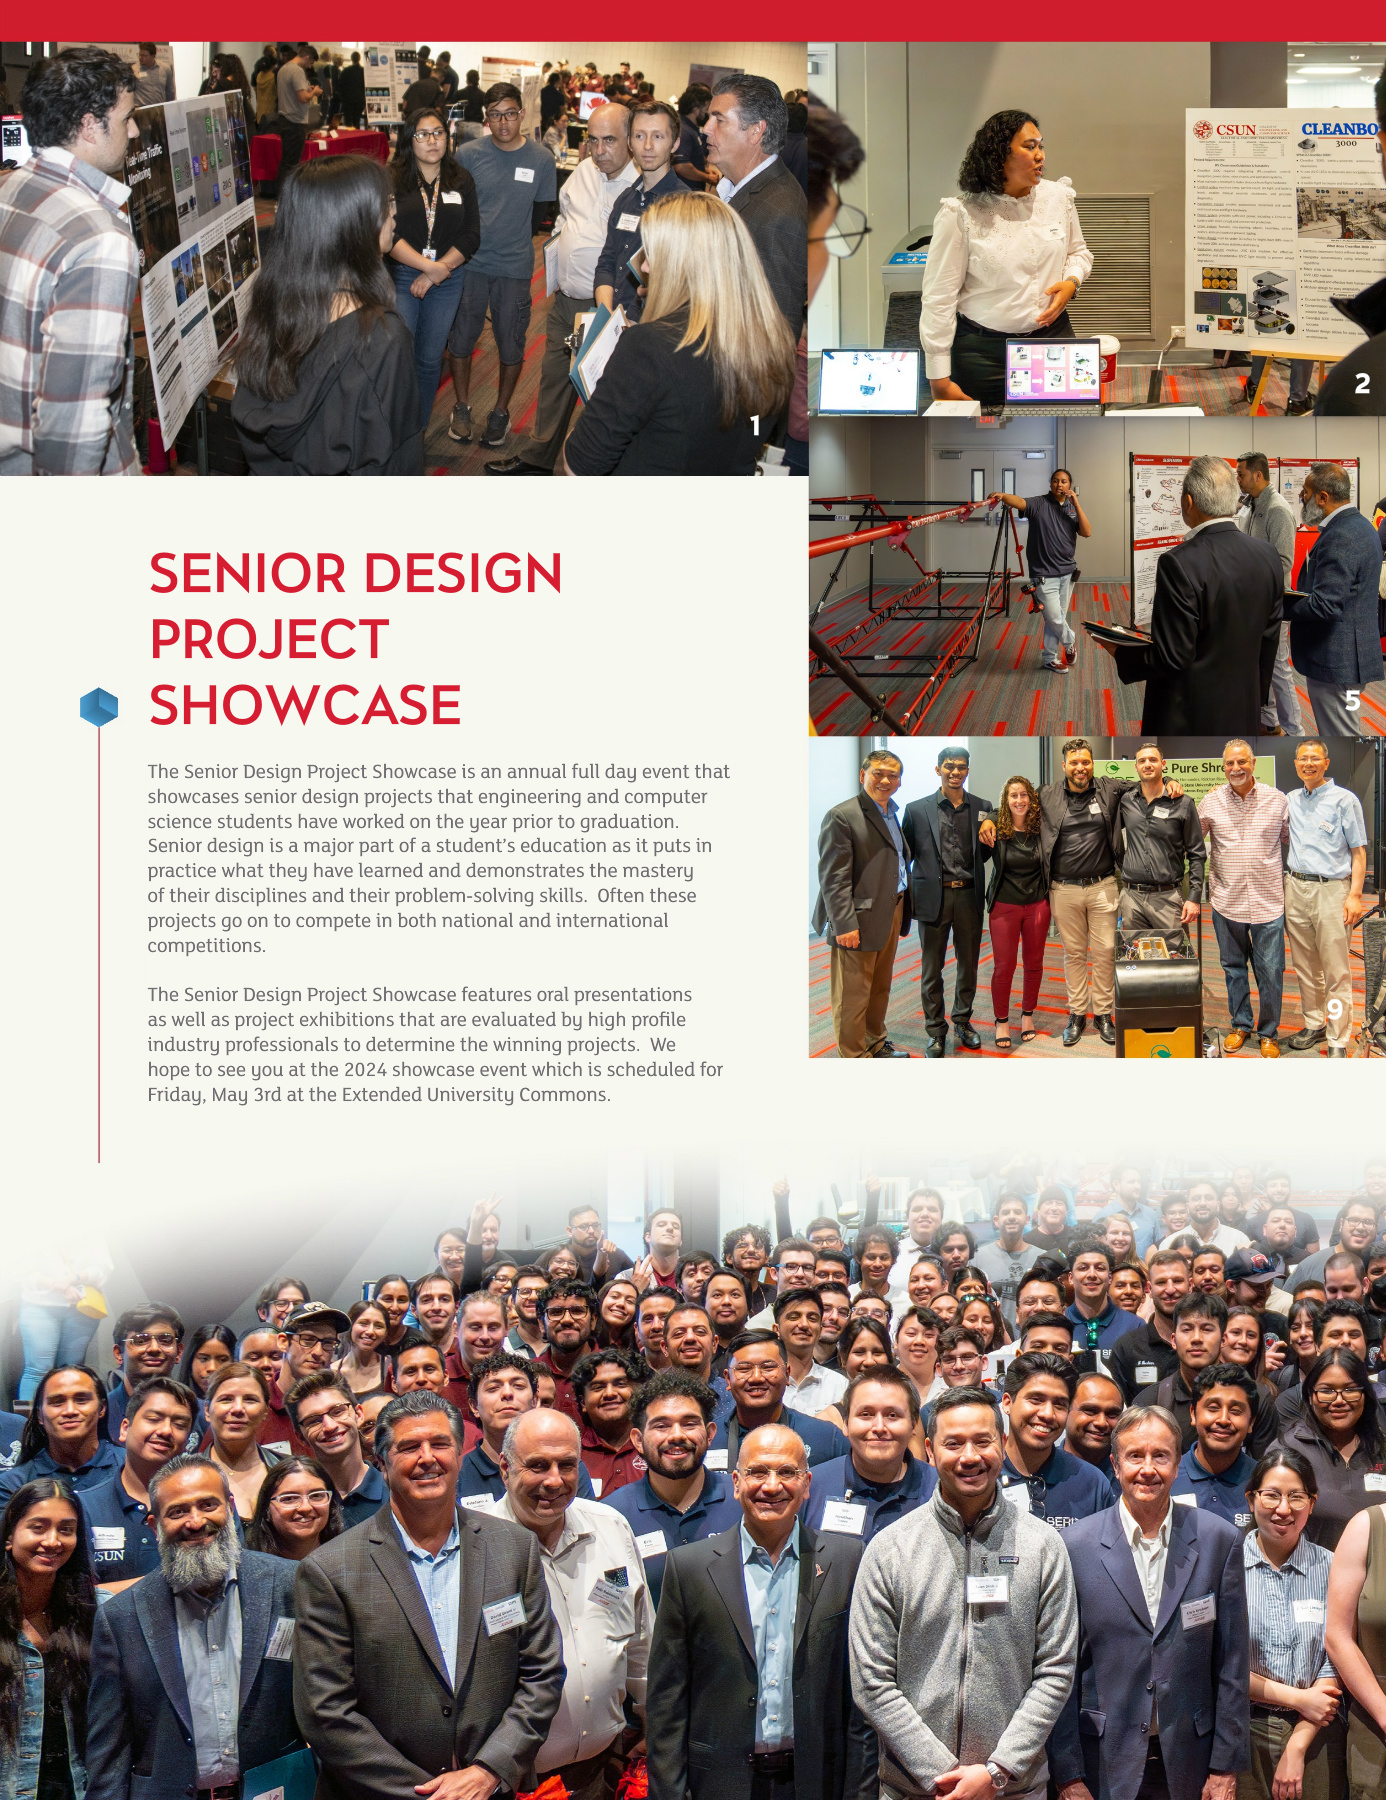 Real-Time Traffic
Monitoring
1
CSUN
CLEANBO
3000
2
5
e Pure Shre
9
SENIOR DESIGN
PROJECT
SHOWCASE
The Senior Design Project Showcase is an annual full day event that
showcases senior design projects that engineering and computer
science students have worked on the year prior to graduation.
Senior design is a major part of a student’s education as it puts in
practice what they have learned and demonstrates the mastery
of their disciplines and their problem-solving skills.  Often these
projects go on to compete in both national and international
competitions.
The Senior Design Project Showcase features oral presentations
as well as project exhibitions that are evaluated by high profile
industry professionals to determine the winning projects.  We
hope to see you at the 2024 showcase event which is scheduled for
Friday, May 3rd at the Extended University Commons.
CSUN
SERI
SE